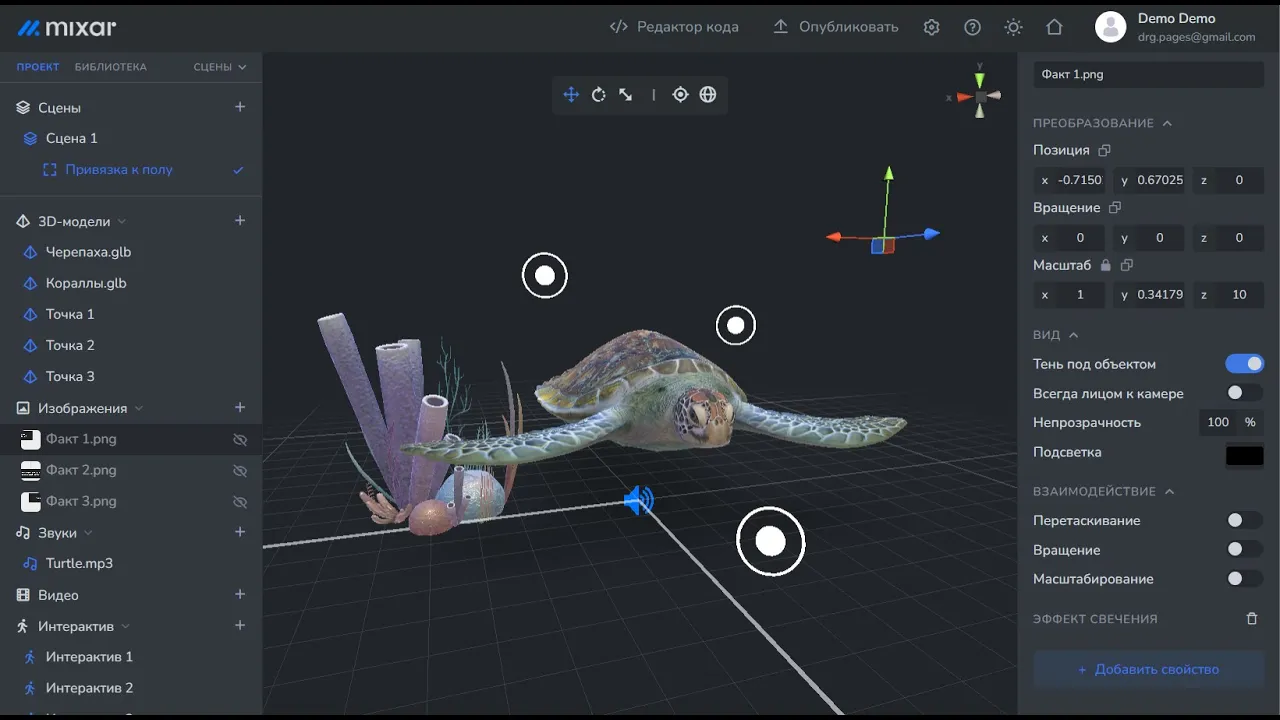 mixar
Редактор кода
Опубликовать
Demo Demo
drg.pages@gmail.com
ПРОЕКТ БИБЛИОТЕКА СЦЕНЫ
Сцены
Сцена 1
Привязка к полу
3D-модели
Черепаха.glb
Кораллы.glb
Точка 1
Точка 2
Точка 3
Изображения
Факт 1.png
Факт 2.png
Факт 3.png
Звуки
Turtle.mp3
Видео
Интерактив
Интерактив 1
Интерактив 2
Y
x
Факт 1.png
ПРЕОБРАЗОВАНИЕ
Позиция
x -0.7150 y 0.67025 z 0
Вращение
x 0 y 0 z 0
Масштаб
x 1 y 0.34179 z 10
ВИД
Тень под объектом
Всегда лицом к камере
Непрозрачность 100 %
Подсветка
ВЗАИМОДЕЙСТВИЕ
Перетаскивание
Вращение
Масштабирование
ЭФФЕКТ СВЕЧЕНИЯ
+ Добавить свойство